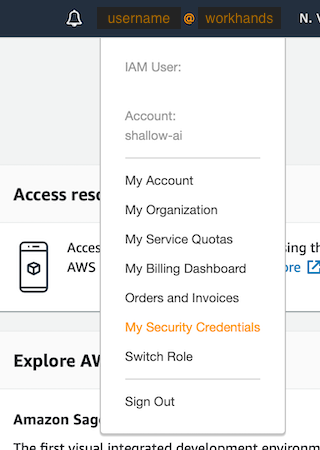 username @ workhands
N. V
IAM User:
Account:
shallow-ai
My Account
My Organization
My Service Quotas
My Billing Dashboard
Orders and Invoices
My Security Credentials
Switch Role
Sign Out
Access reso
Acces
sing th
AWS
ore
Explore AW
Amazon Sage
The first visual integrated development environm